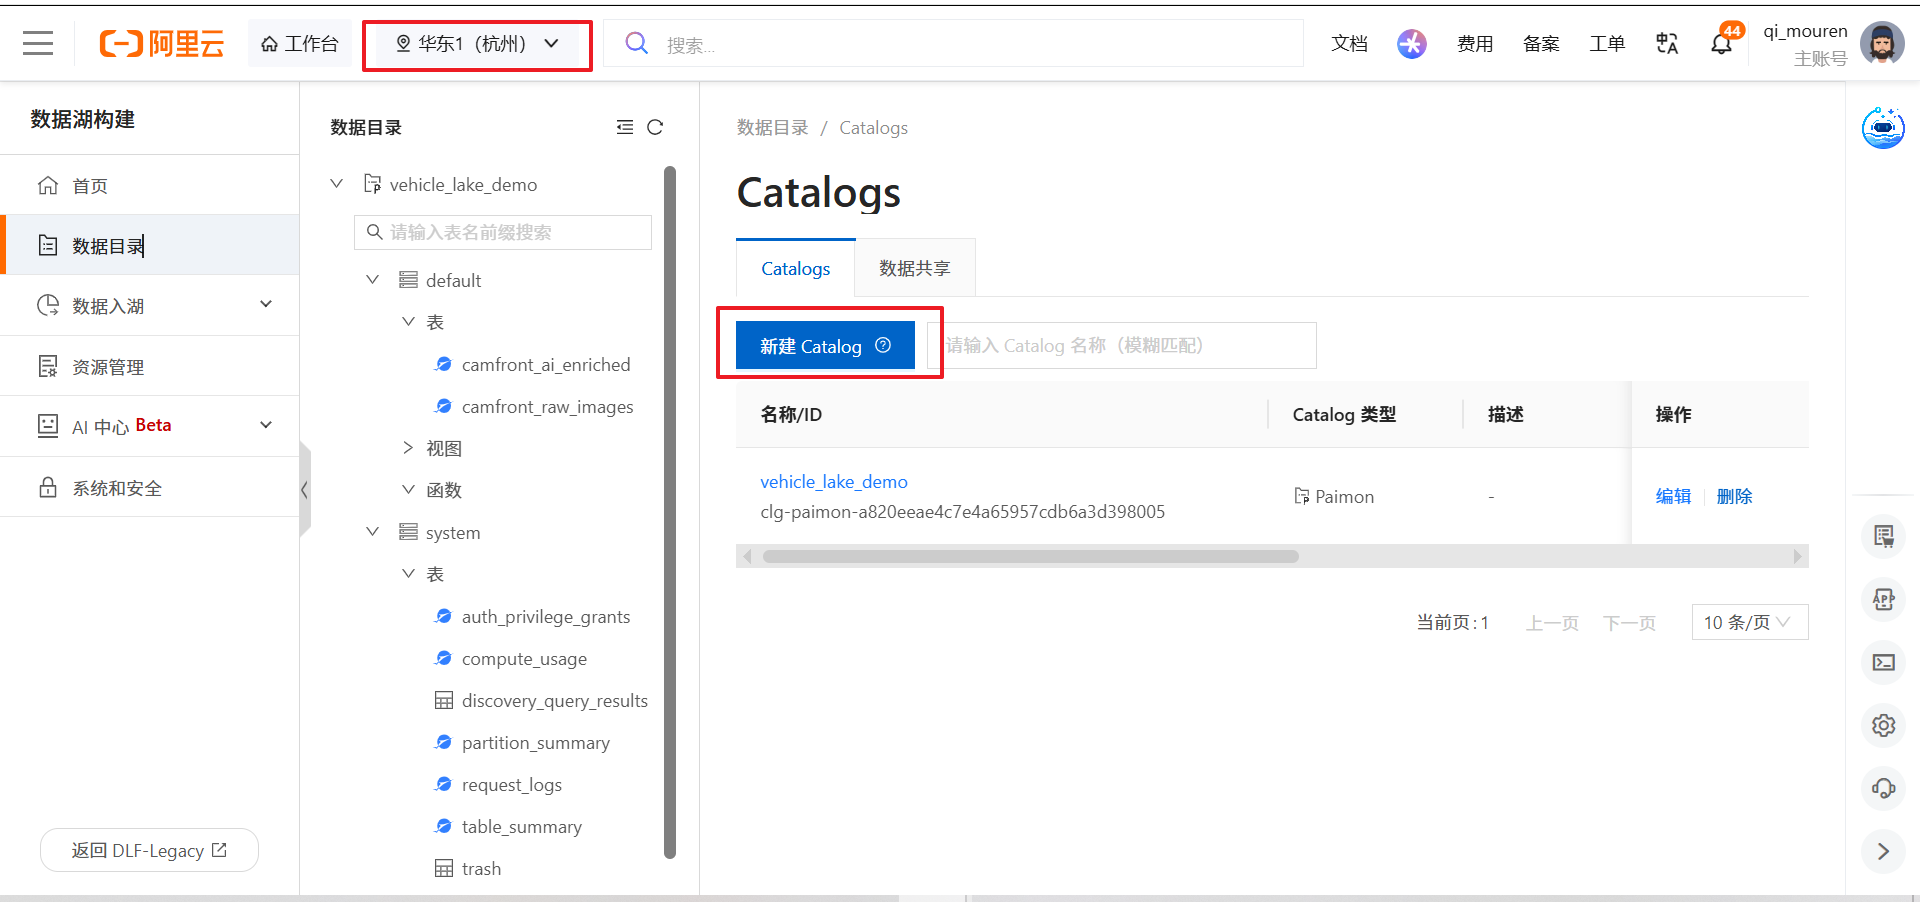 阿里云
工作台
华东1（杭州）
搜索...
文档
费用
备案
工单
44
qi_mouren
主账号
数据湖构建
首页
数据目录
数据入湖
资源管理
AI 中心 Beta
系统和安全
返回 DLF-Legacy
数据目录
vehicle_lake_demo
请输入表名前缀搜索
default
表
camfront_ai_enriched
camfront_raw_images
视图
函数
system
表
auth_privilege_grants
compute_usage
discovery_query_results
partition_summary
request_logs
table_summary
trash
数据目录 / Catalogs
Catalogs
Catalogs
数据共享
新建 Catalog
请输入 Catalog 名称（模糊匹配）
名称/ID
Catalog 类型
描述
操作
vehicle_lake_demo
clg-paimon-a820eeae4c7e4a65957cdb6a3d398005
Paimon
-
编辑
删除
当前页:1
上一页
下一页
10 条/页
APP